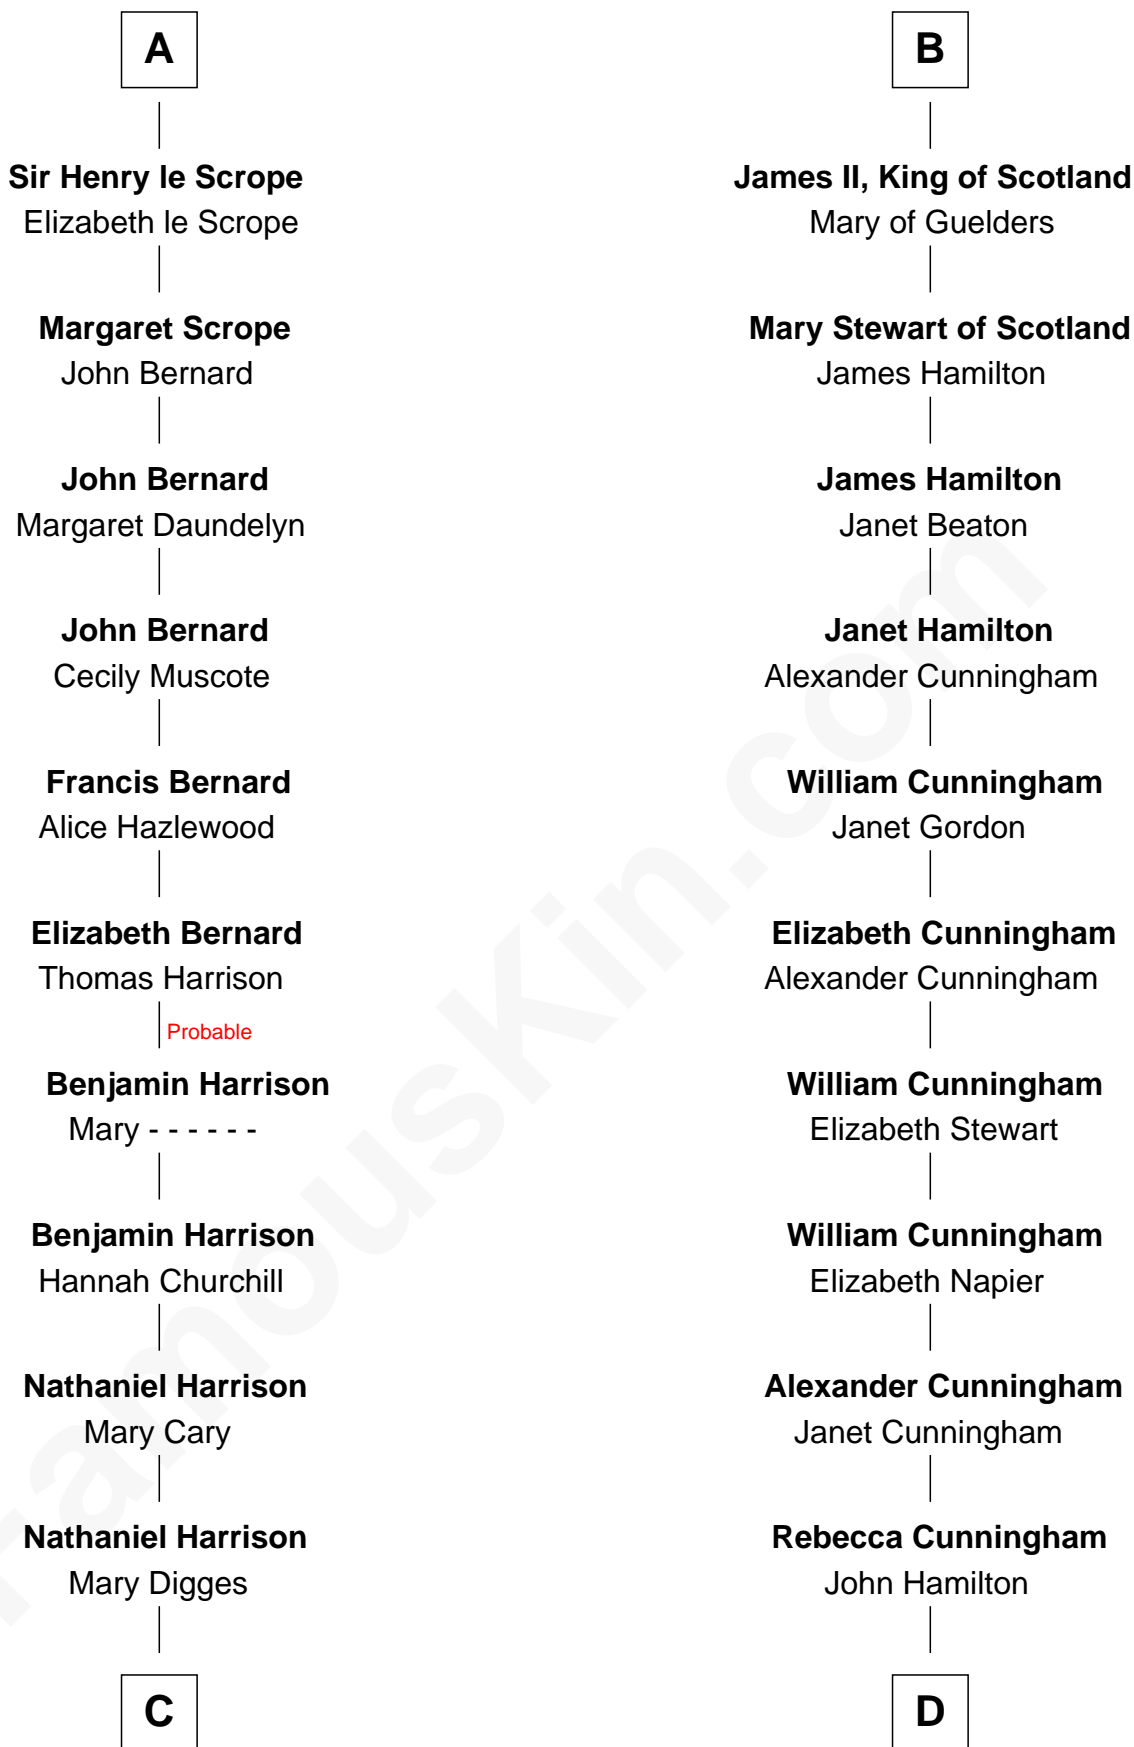 A
Sir Henry le Scrope
Elizabeth le Scrope
Margaret Scrope
John Bernard
John Bernard
Margaret Daundelyn
John Bernard
Cecily Muscote
Francis Bernard
Alice Hazlewood
Elizabeth Bernard
Thomas Harrison
Probable
Benjamin Harrison
Mary - - - - - -
Benjamin Harrison
Hannah Churchill
Nathaniel Harrison
Mary Cary
Nathaniel Harrison
Mary Digges
C
B
James II, King of Scotland
Mary of Guelders
Mary Stewart of Scotland
James Hamilton
James Hamilton
Janet Beaton
Janet Hamilton
Alexander Cunningham
William Cunningham
Janet Gordon
Elizabeth Cunningham
Alexander Cunningham
William Cunningham
Elizabeth Stewart
William Cunningham
Elizabeth Napier
Alexander Cunningham
Janet Cunningham
Rebecca Cunningham
John Hamilton
D
FamousKin.com